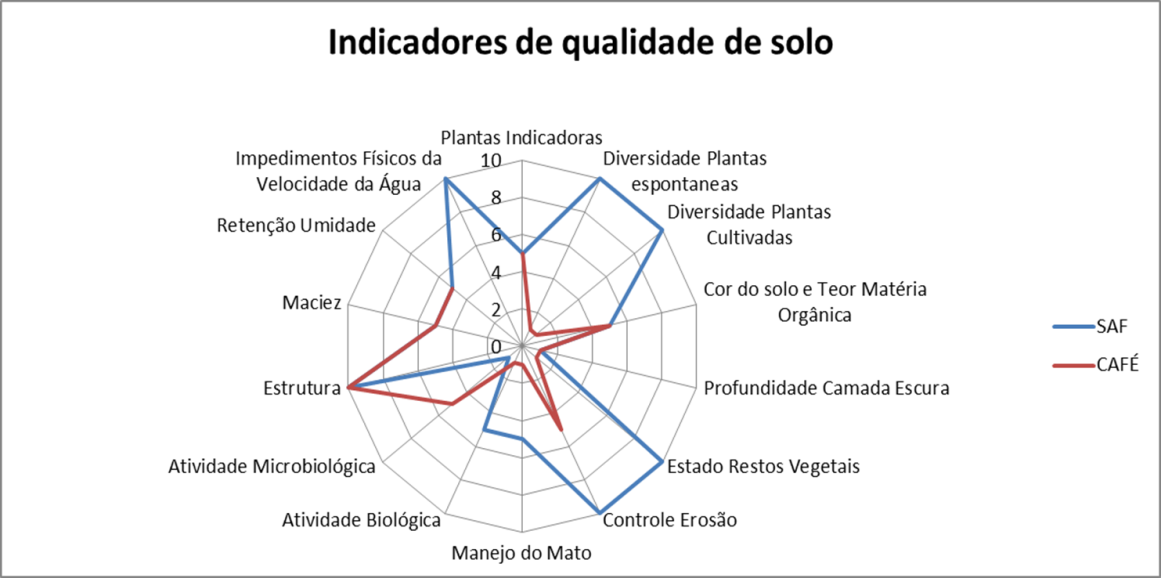 Indicadores de qualidade de solo
Plantas Indicadoras
Diversidade Plantas
espontaneas
Diversidade Plantas
Cultivadas
Cor do solo e Teor Matéria
Orgânica
Profundidade Camada Escura
Estado Restos Vegetais
Controle Erosão
Manejo do Mato
Atividade Biológica
Atividade Microbiológica
Estrutura
Maciez
Retenção Umidade
Impedimentos Físicos da
Velocidade da Água
10
8
6
4
2
0
SAF
CAFÉ